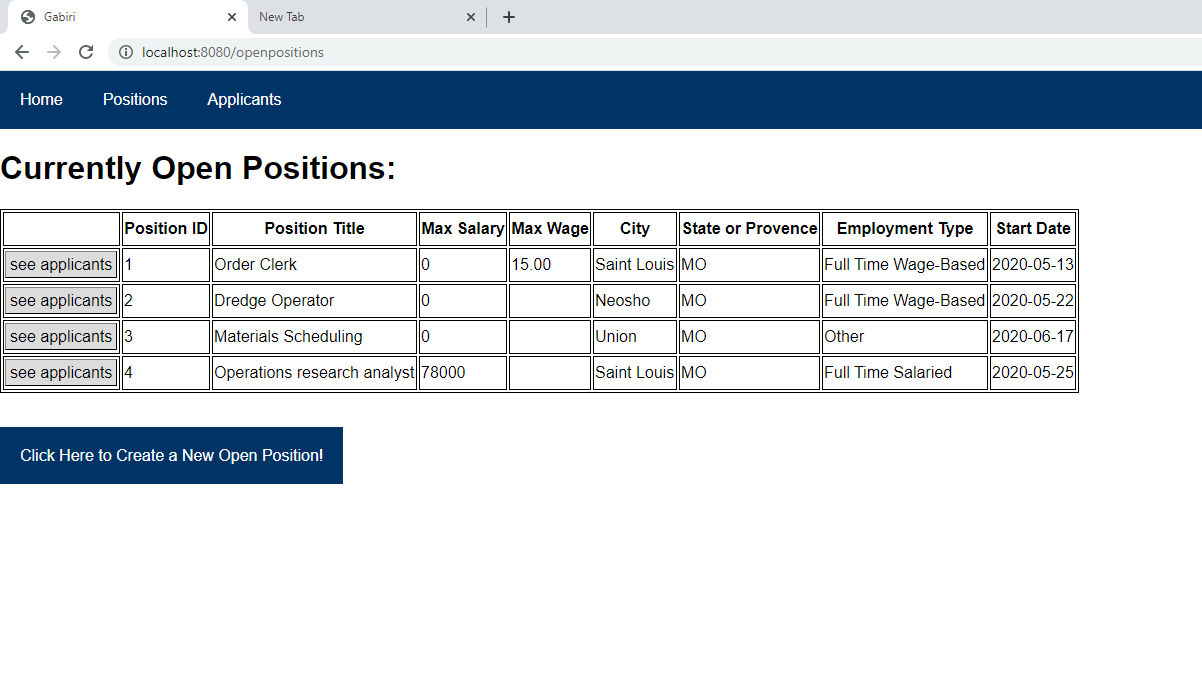 Gabiri
New Tab
localhost:8080/openpositions
Home Positions Applicants
Currently Open Positions:
Position ID Position Title Max Salary Max Wage City State or Provence Employment Type Start Date
see applicants 1 Order Clerk 0 15.00 Saint Louis MO Full Time Wage-Based 2020-05-13
see applicants 2 Dredge Operator 0 Neosho MO Full Time Wage-Based 2020-05-22
see applicants 3 Materials Scheduling 0 Union MO Other 2020-06-17
see applicants 4 Operations research analyst 78000 Saint Louis MO Full Time Salaried 2020-05-25
Click Here to Create a New Open Position!